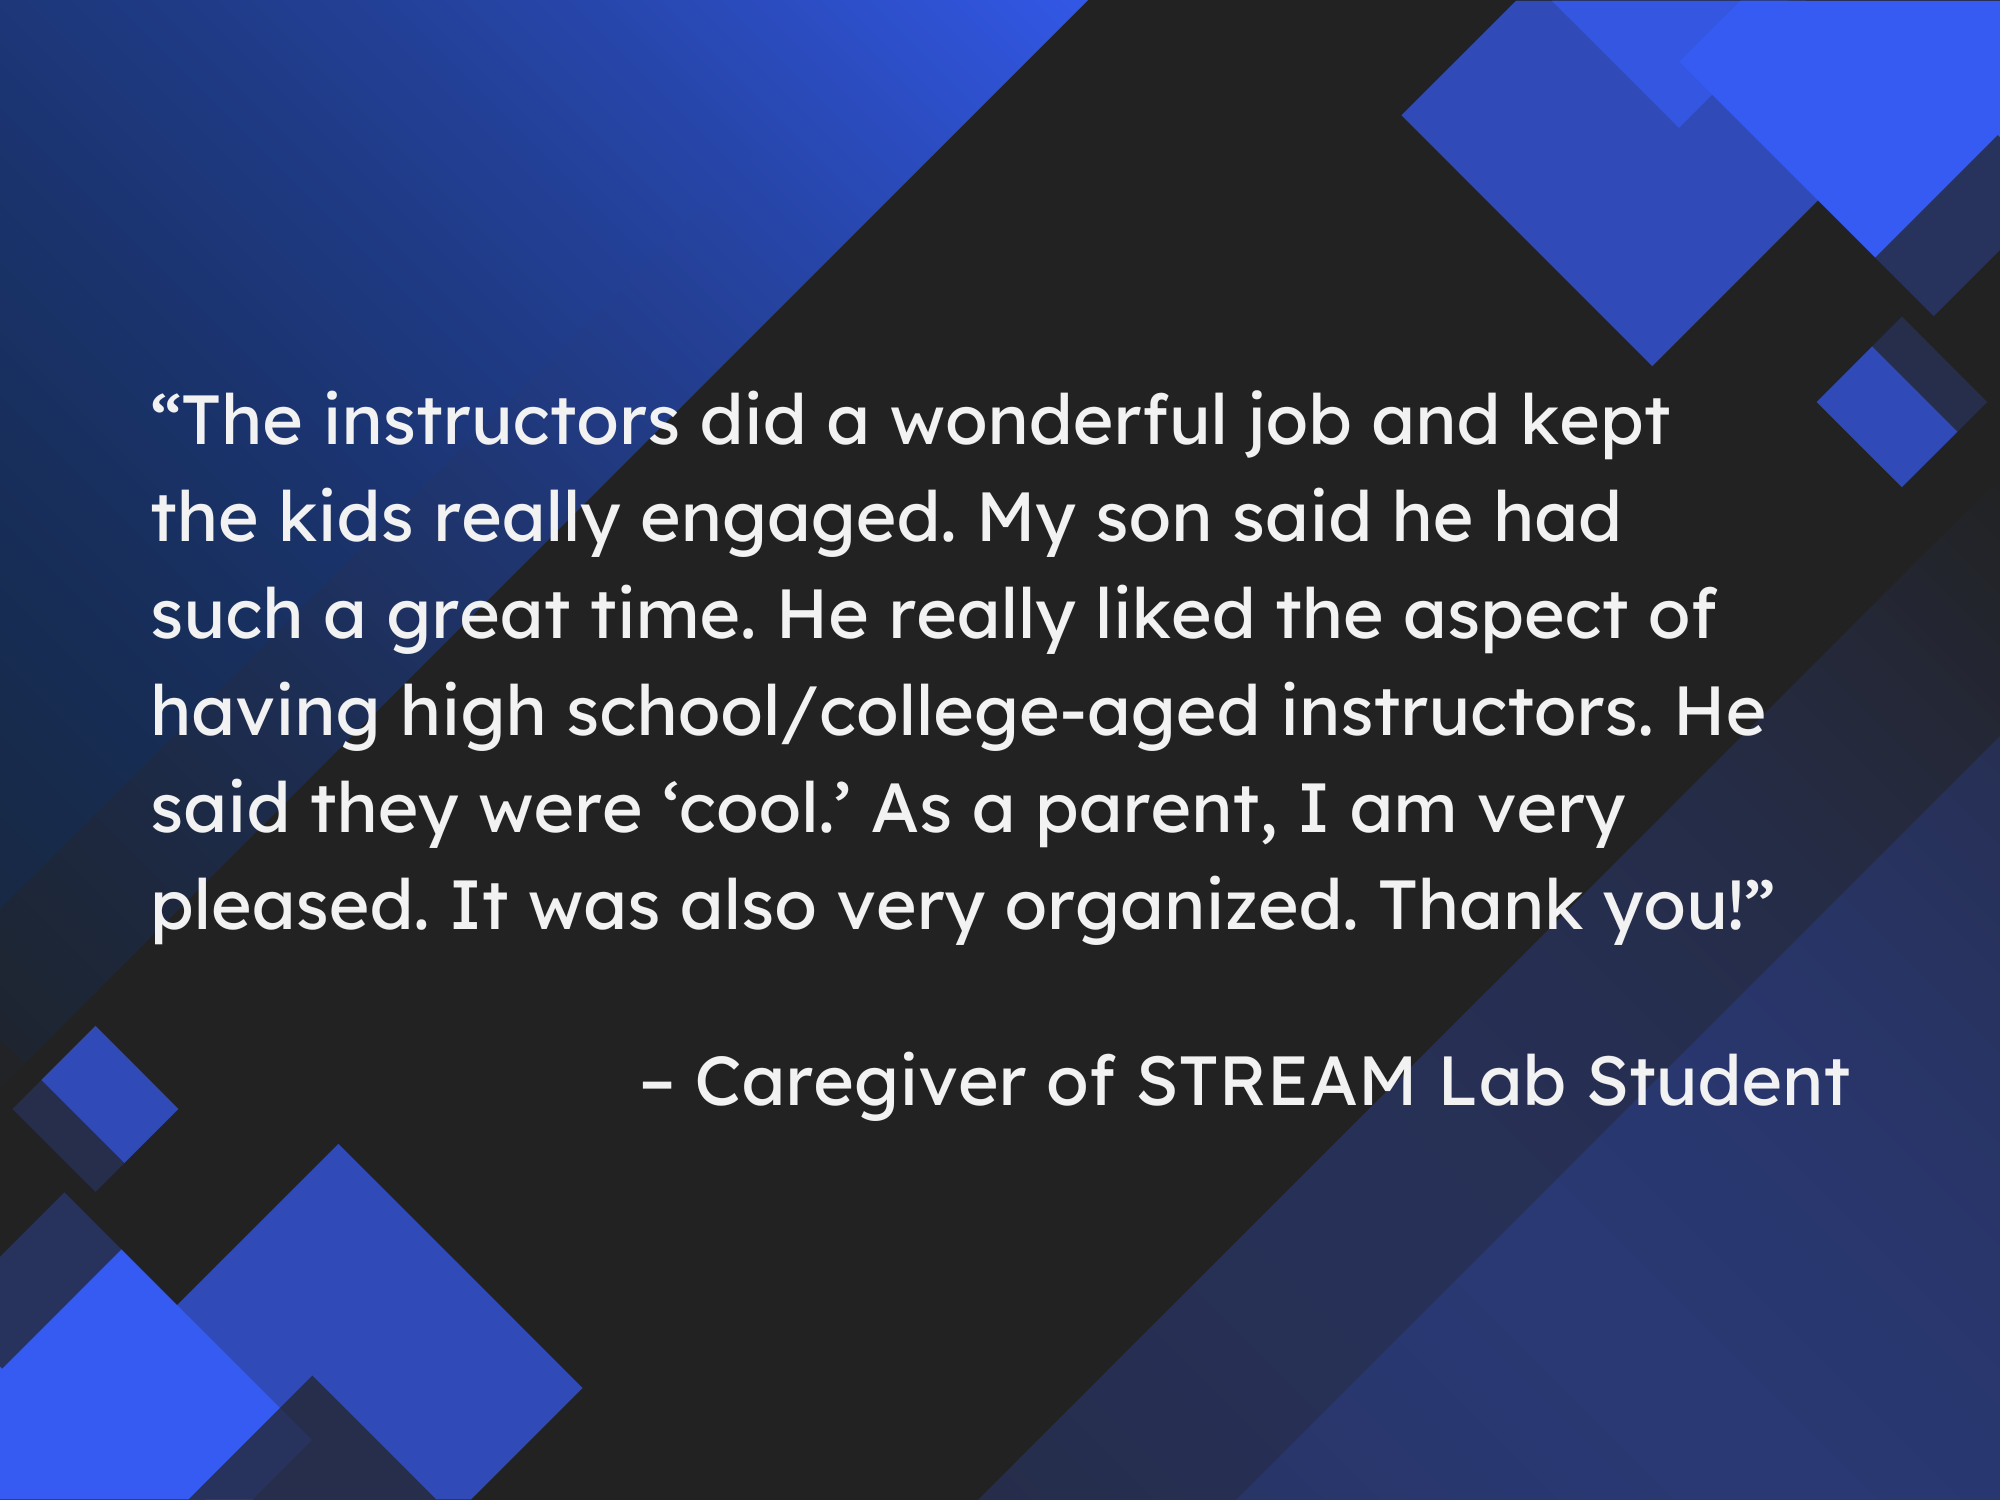 “The instructors did a wonderful job and kept
the kids really engaged. My son said he had
such a great time. He really liked the aspect of
having high school/college-aged instructors. He
said they were ‘cool.’ As a parent, I am very
pleased. It was also very organized. Thank you!”
– Caregiver of STREAM Lab Student